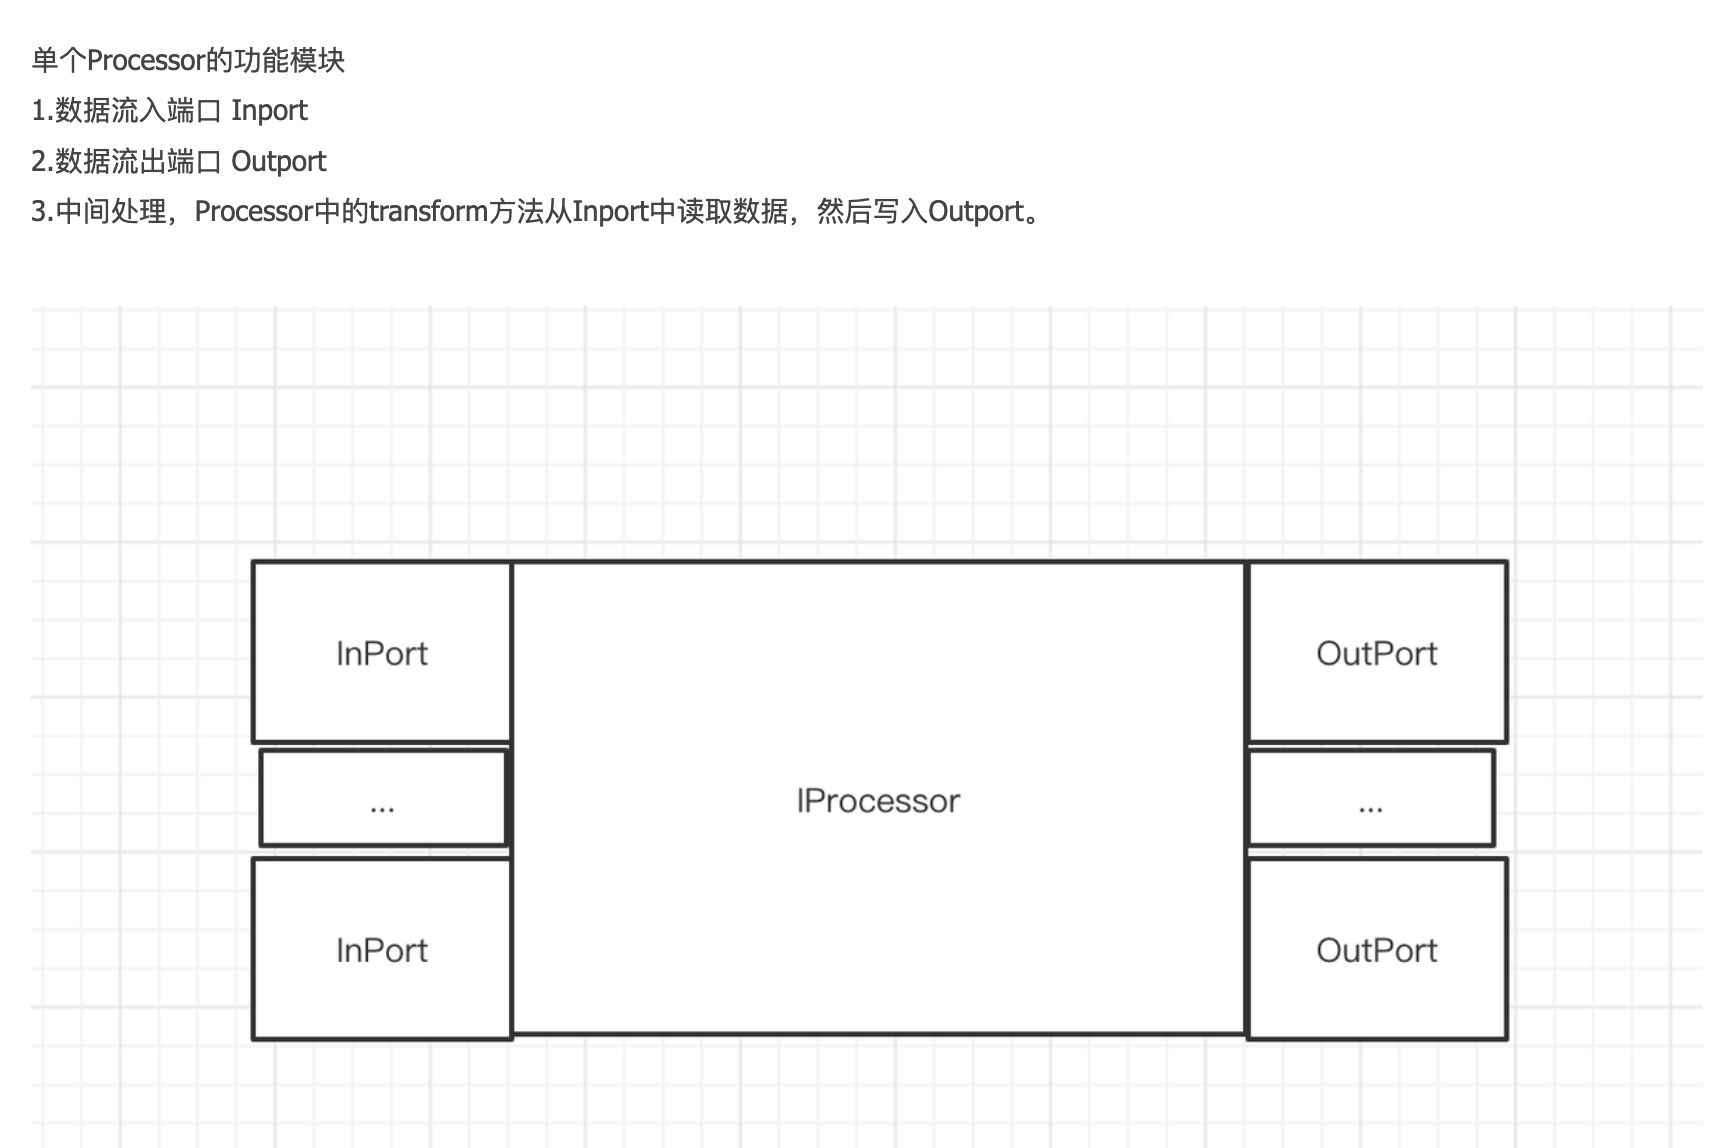 单个Processor的功能模块
1.数据流入端口 Inport
2.数据流出端口 Outport
3.中间处理，Processor中的transform方法从Inport中读取数据，然后写入Outport。
InPort
OutPort
...
IProcessor
...
InPort
OutPort